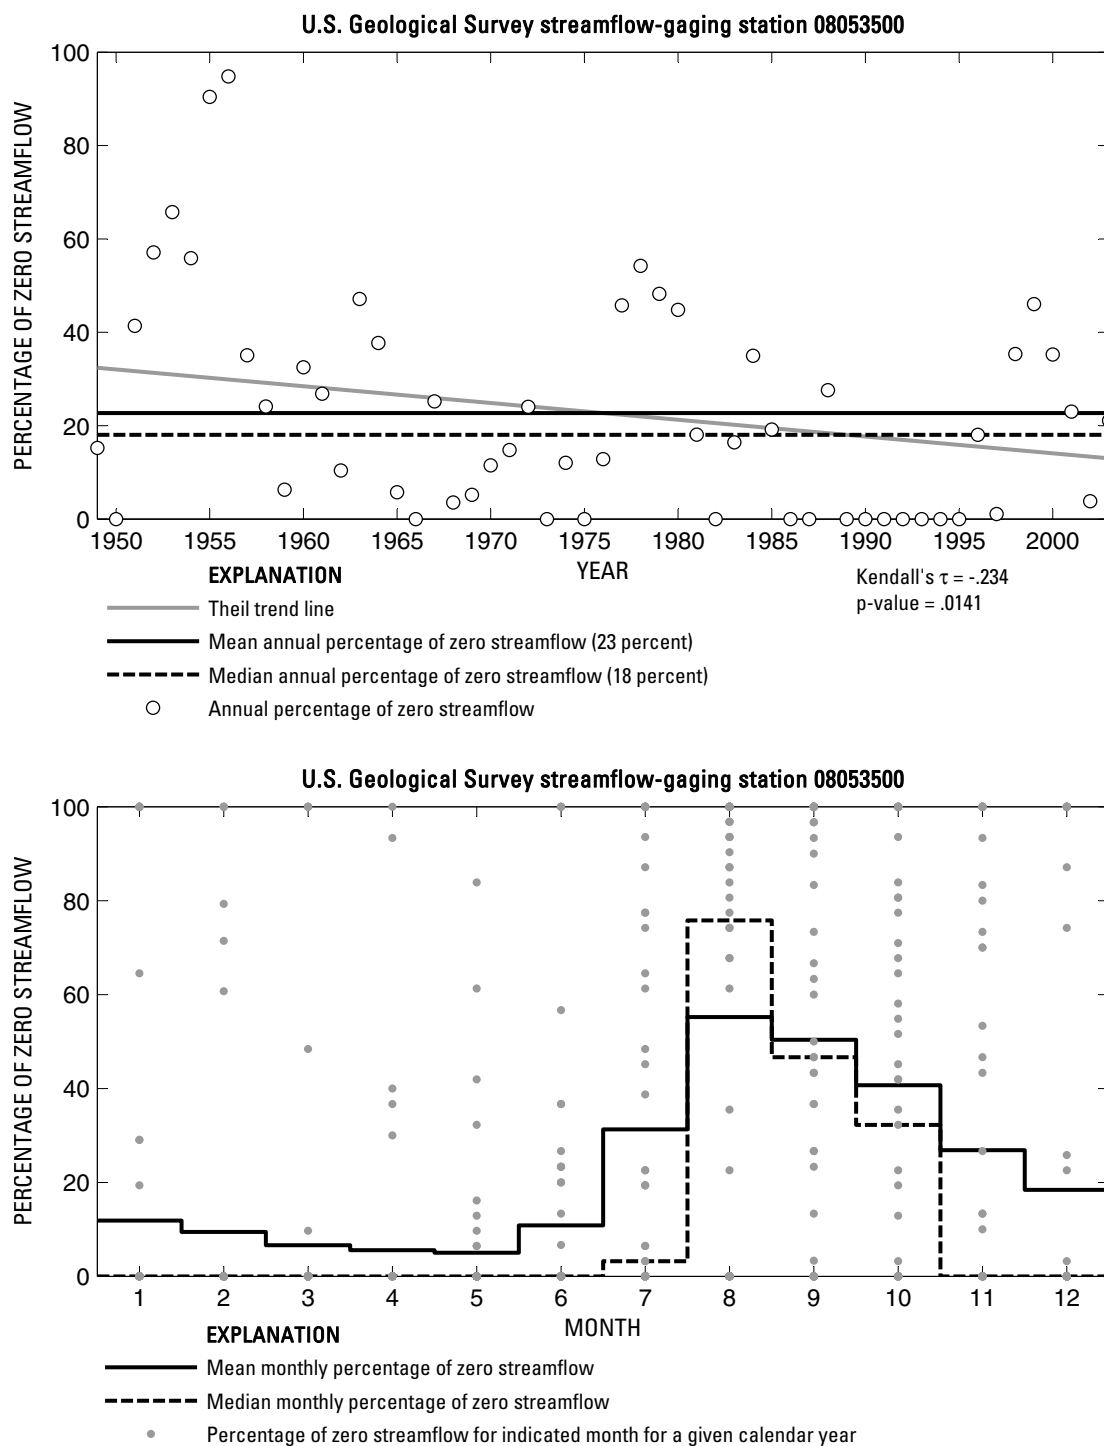 U.S. Geological Survey streamflow-gaging station 08053500
PERCENTAGE OF ZERO STREAMFLOW
100
80
60
40
20
0
1950 1955 1960 1965 1970 1975 1980 1985 1990 1995 2000
YEAR
EXPLANATION
Kendall's τ = -.234
p-value = .0141
Theil trend line
Mean annual percentage of zero streamflow (23 percent)
Median annual percentage of zero streamflow (18 percent)
Annual percentage of zero streamflow
U.S. Geological Survey streamflow-gaging station 08053500
PERCENTAGE OF ZERO STREAMFLOW
100
80
60
40
20
0
1 2 3 4 5 6 7 8 9 10 11 12
MONTH
EXPLANATION
Mean monthly percentage of zero streamflow
Median monthly percentage of zero streamflow
Percentage of zero streamflow for indicated month for a given calendar year